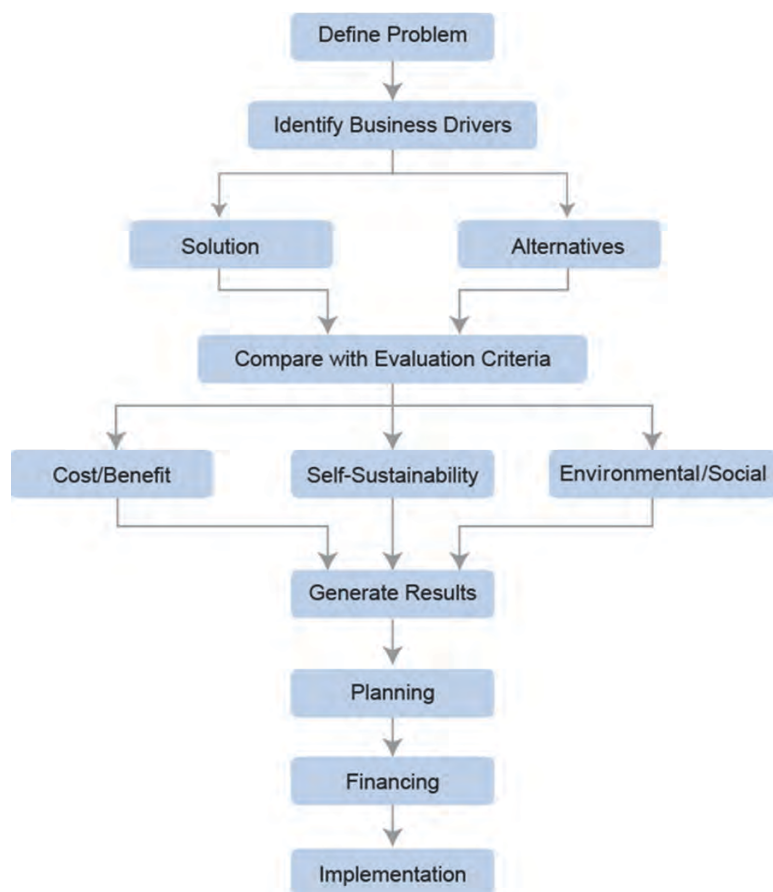 Define Problem
Identify Business Drivers
Solution
Alternatives
Compare with Evaluation Criteria
Cost/Benefit
Self-Sustainability
Environmental/Social
Generate Results
Planning
Financing
Implementation